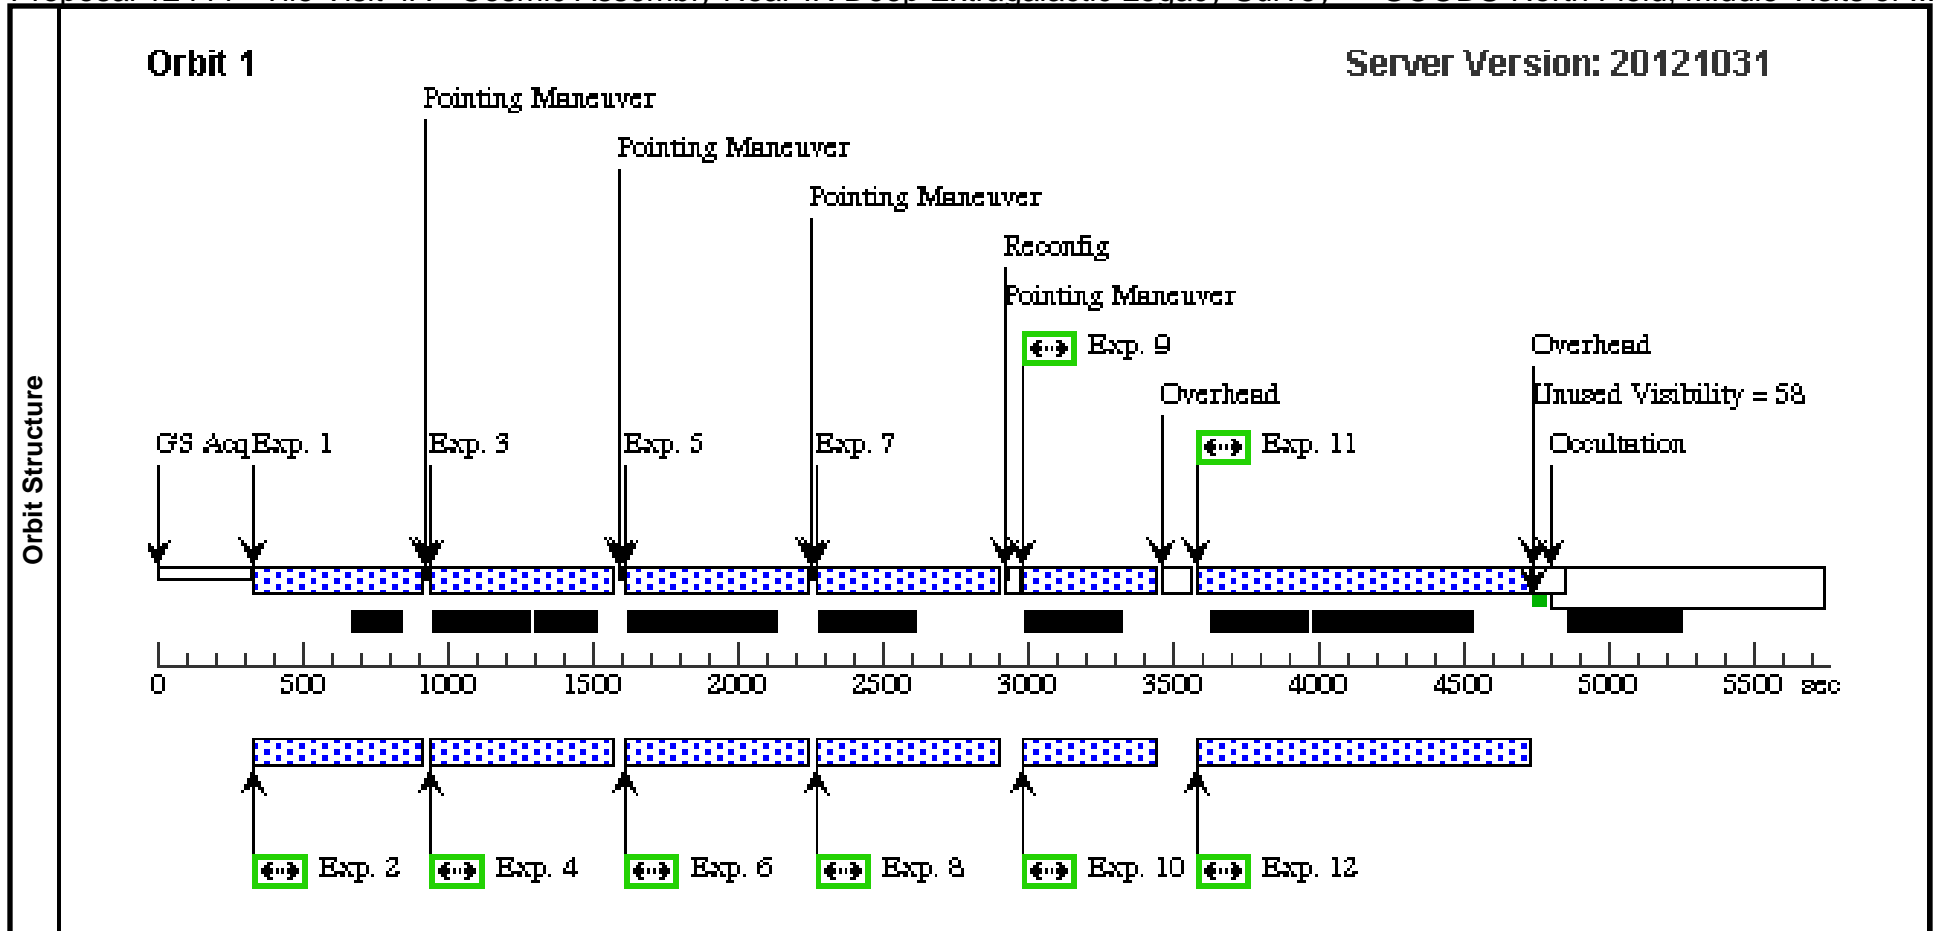 Orbit 1
Server Version: 20121031
Pointing Maneuver
Pointing Maneuver
Pointing Maneuver
Reconfig
Pointing Maneuver
Exp. 9
Overhead
Overhead
Unused Visibility = 58
GS Acq
Exp. 1
Exp. 3
Exp. 5
Exp. 7
Exp. 11
Occultation
Orbit Structure
0 500 1000 1500 2000 2500 3000 3500 4000 4500 5000 5500 sec
Exp. 2
Exp. 4
Exp. 6
Exp. 8
Exp. 10
Exp. 12